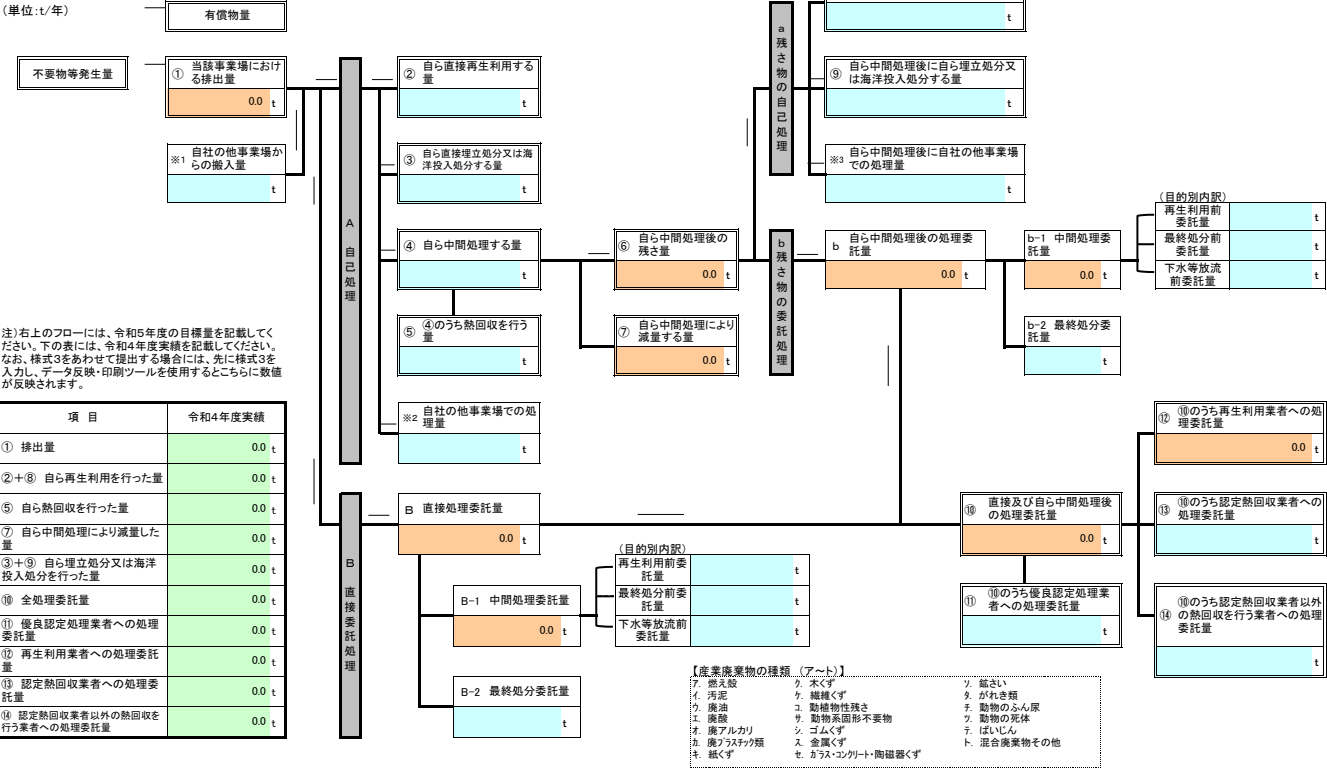 (単位:t/年)
有償物量
t
不要物等発生量
① 当該事業場におけ
る排出量
0.0 t
※1 自社の他事業場か
らの搬入量
t
A 自己処理
② 自ら直接再生利用する
量
t
③ 自ら直接埋立処分又は海
洋投入処分する量
t
④ 自ら中間処理する量
t
⑤ ④のうち熱回収を行う
量
t
※2 自社の他事業場での処
理量
t
⑥ 自ら中間処理後の
残さ量
0.0 t
⑦ 自ら中間処理により
減量する量
0.0 t
a 残さ物の自己処理
⑨ 自ら中間処理後に自ら埋立処分又
は海洋投入処分する量
t
※3 自ら中間処理後に自社の他事業場
での処理量
t
b 残さ物の委託処理
b 自ら中間処理後の処理委
託量
0.0 t
b-1 中間処理委
託量
0.0 t
b-2 最終処分委
託量
t
(目的別内訳)
再生利用前
委託量 t
最終処分前
委託量 t
下水等放流
前委託量 t
注)右上のフローには、令和5年度の目標量を記載してく
ださい。下の表には、令和4年度実績を記載してください。
なお、様式3をあわせて提出する場合には、先に様式3を
入力し、データ反映・印刷ツールを使用するとこちらに数値
が反映されます。
項 目 令和4年度実績
① 排出量 0.0 t
②+⑧ 自ら再生利用を行った量 0.0 t
⑤ 自ら熱回収を行った量 0.0 t
⑦ 自ら中間処理により減量した
量 0.0 t
③+⑨ 自ら埋立処分又は海洋
投入処分を行った量 0.0 t
⑩ 全処理委託量 0.0 t
⑪ 優良認定処理業者への処理
委託量 0.0 t
⑫ 再生利用業者への処理委託
量 0.0 t
⑬ 認定熱回収業者への処理委
託量 0.0 t
⑭ 認定熱回収業者以外の熱回収を
行う業者への処理委託量 0.0 t
B 直接委託処理
B 直接処理委託量
0.0 t
B-1 中間処理委託量
0.0 t
B-2 最終処分委託量
t
(目的別内訳)
再生利用前委
託量 t
最終処分前委
託量 t
下水等放流前
委託量 t
⑩ 直接及び自ら中間処理後
の処理委託量
0.0 t
⑪ ⑩のうち優良認定処理業
者への処理委託量
t
⑫ ⑩のうち再生利用業者への処
理委託量
0.0 t
⑬ ⑩のうち認定熱回収業者への
処理委託量
t
⑭ ⑩のうち認定熱回収業者以外
の熱回収を行う業者への処理
委託量
t
【産業廃棄物の種類 (ア〜ト)】
ア. 燃え殻 ク. 木くず ソ. 鉱さい
イ. 汚泥 ケ. 繊維くず タ. がれき類
ウ. 廃油 コ. 動植物性残さ チ. 動物のふん尿
エ. 廃酸 サ. 動物系固形不要物 ツ. 動物の死体
オ. 廃アルカリ シ. ゴムくず テ. ばいじん
カ. 廃プラスチック類 ス. 金属くず ト. 混合廃棄物その他
キ. 紙くず セ. ガラス・コンクリート・陶磁器くず